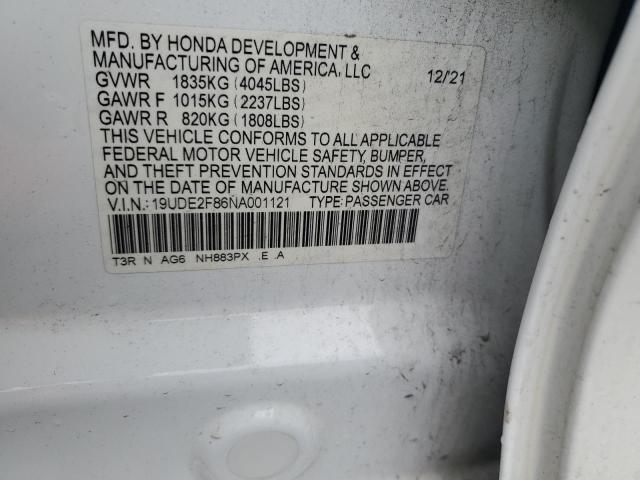 MFD. BY HONDA DEVELOPMENT &
MANUFACTURING OF AMERICA, LLC 12/21
GVWR 1835KG (4045LBS)
GAWR F 1015KG (2237LBS)
GAWR R 820KG (1808LBS)
THIS VEHICLE CONFORMS TO ALL APPLICABLE
FEDERAL MOTOR VEHICLE SAFETY, BUMPER,
AND THEFT PREVENTION STANDARDS IN EFFECT
ON THE DATE OF MANUFACTURE SHOWN ABOVE.
V.I.N.: 19UDE2F86NA001121 TYPE: PASSENGER CAR
T3R N AG6 NH883PX .E .A